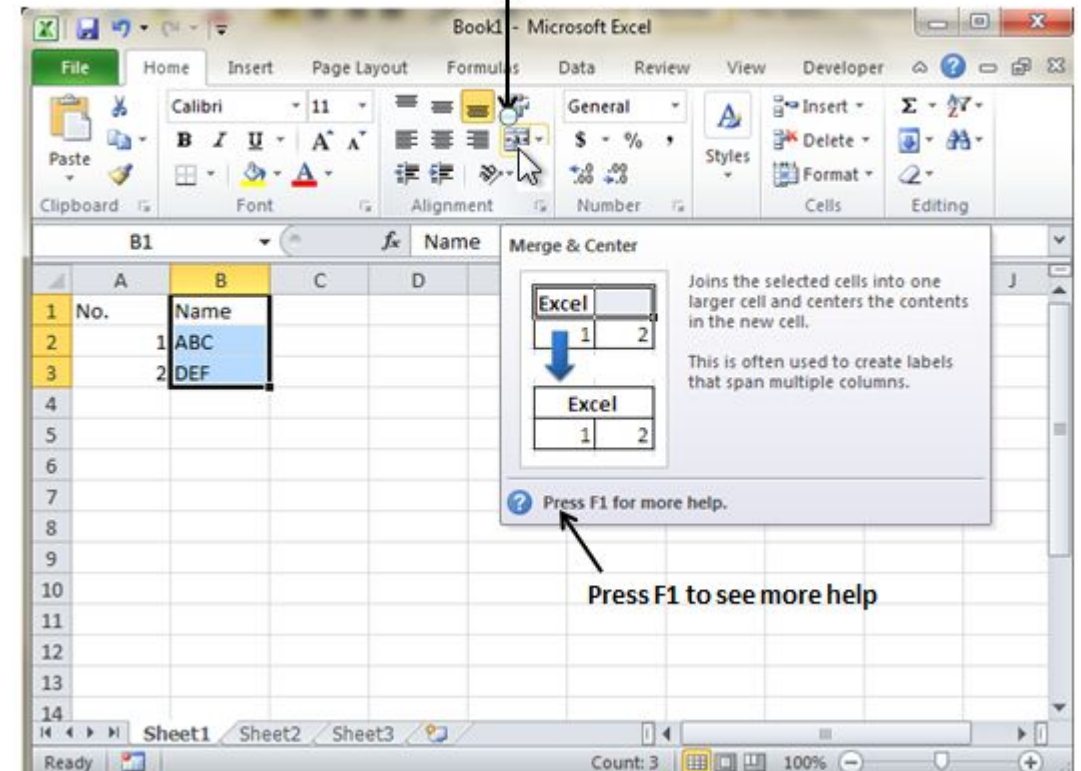 Book1 - Microsoft Excel
File Home Insert Page Layout Formulas Data Review View Developer
Calibri 11 General Insert
B I U A A $ % , Delete
Paste A Styles Format
Clipboard Font Alignment Number Cells Editing
B1 fx Name
Merge & Center
A B C D J
1 No. Name
2 1 ABC
3 2 DEF
4
5
6
7
8
9
10
11
12
13
14
Excel
1 2
Excel
1 2
Joins the selected cells into one
larger cell and centers the contents
in the new cell.
This is often used to create labels
that span multiple columns.
Press F1 for more help.
Press F1 to see more help
Sheet1 Sheet2 Sheet3
Ready Count: 3 100%